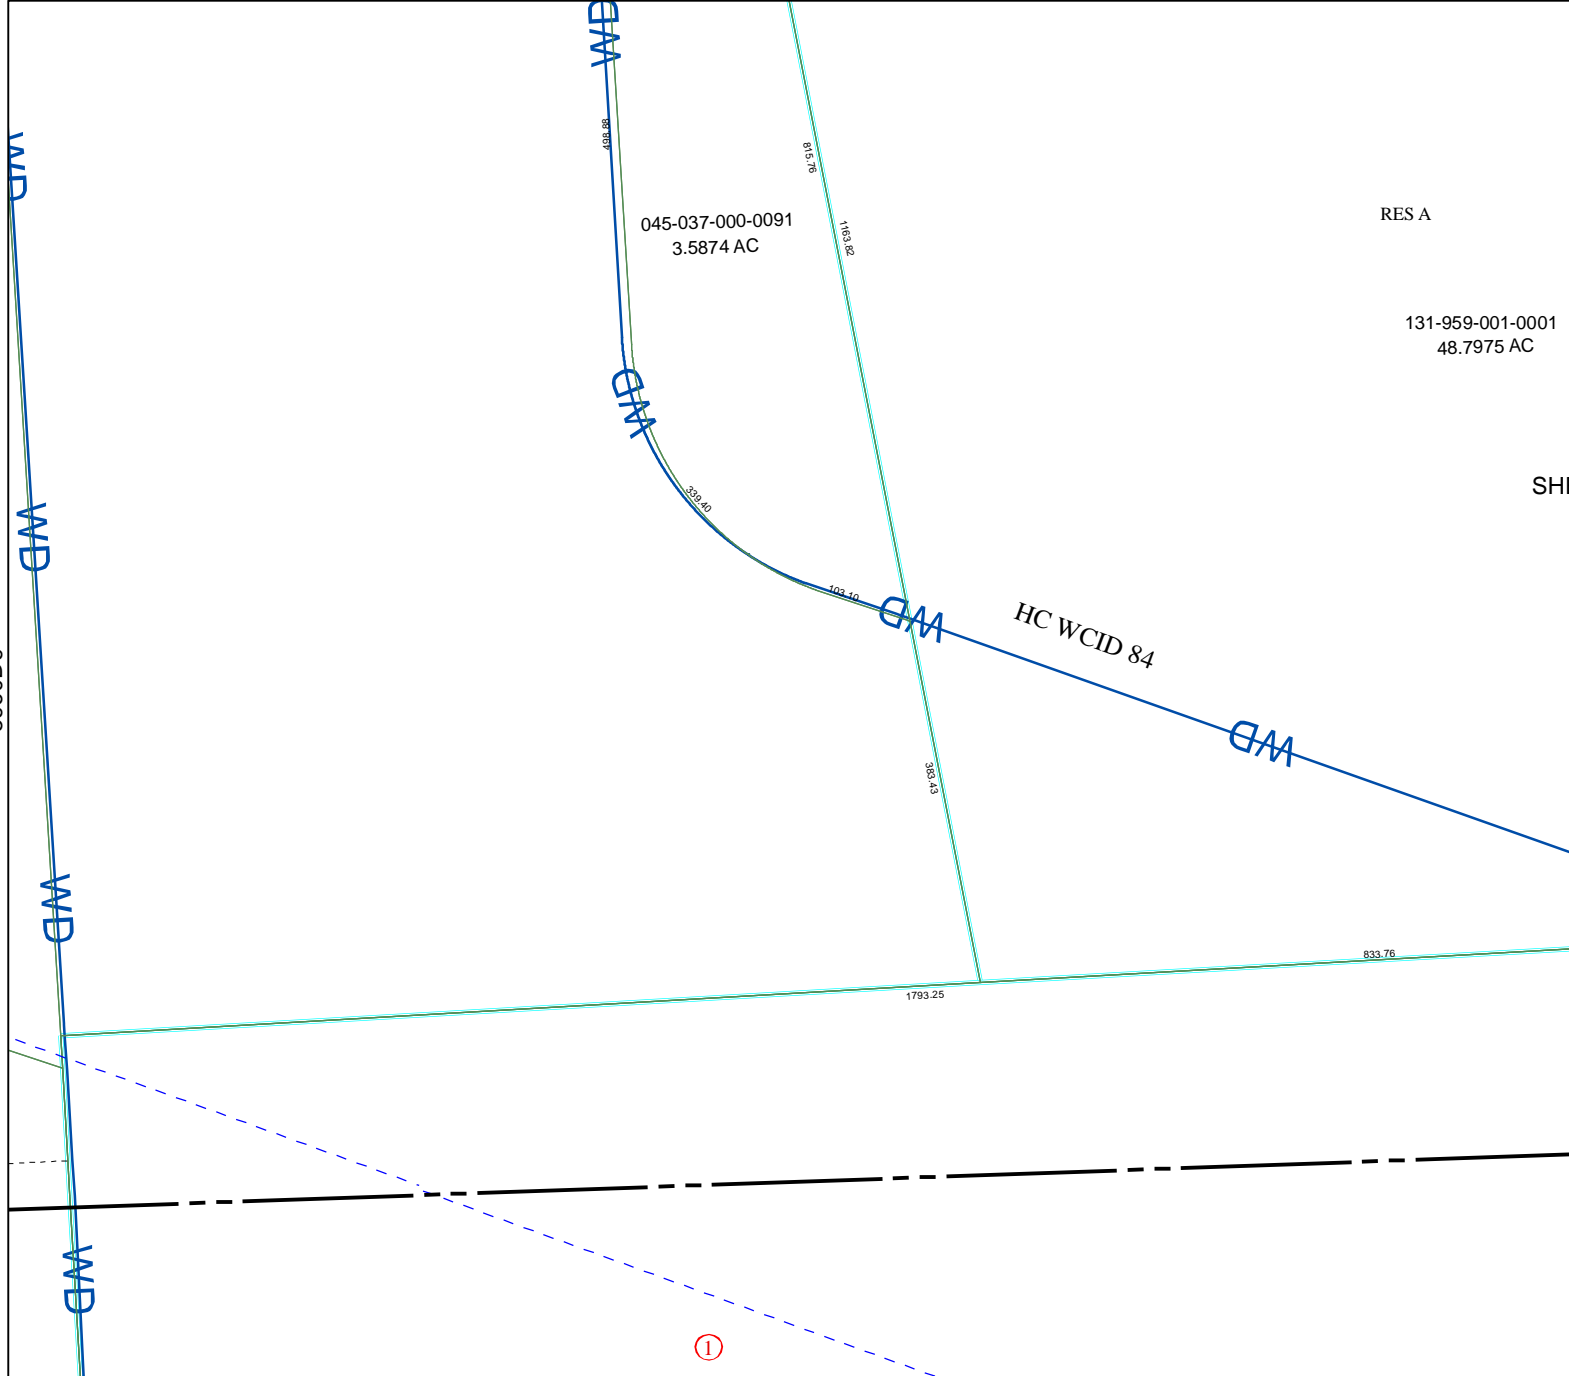 WD
WD
498.88
815.76
045-037-000-0091
3.5874 AC
1163.82
RES A
131-959-001-0001
48.7975 AC
WD
339.40
WD
103.10
WD
HC WCID 84
WD
383.43
WD
833.76
1793.25
WD
1